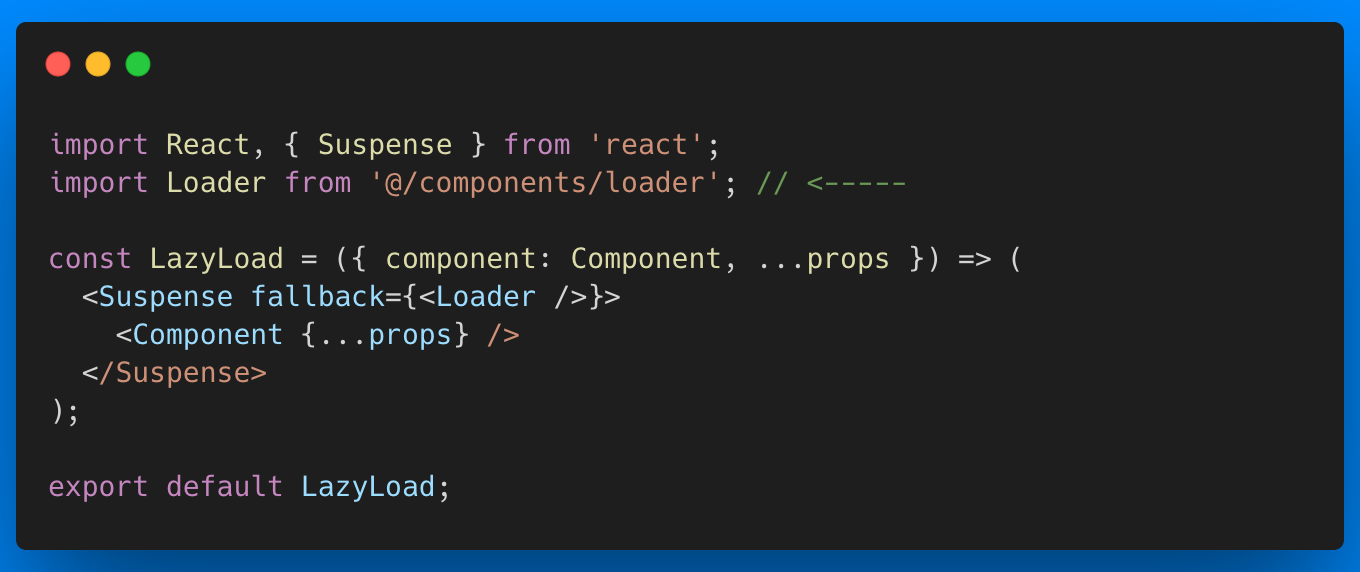 import React, { Suspense } from 'react';
import Loader from '@/components/loader'; // <-----

const LazyLoad = ({ component: Component, ...props }) => (
  <Suspense fallback={<Loader />}>
    <Component {...props} />
  </Suspense>
);

export default LazyLoad;